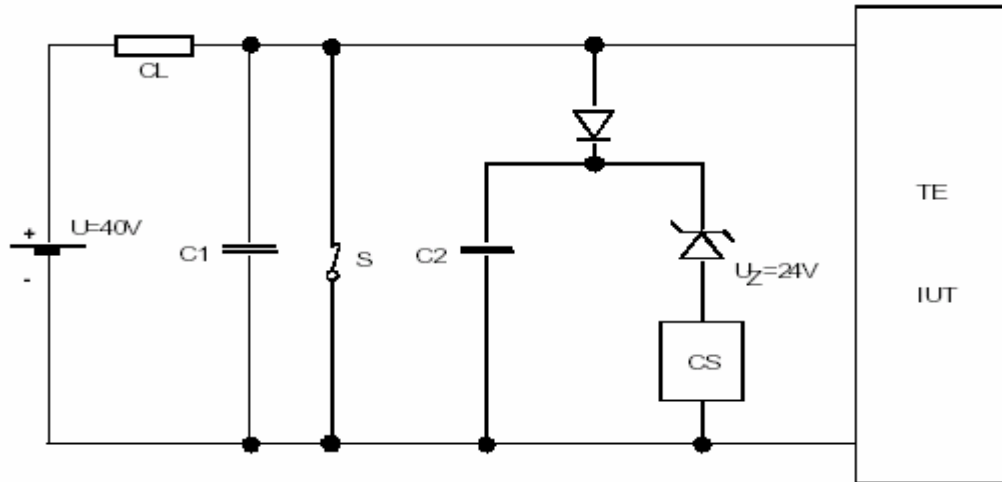 CL
+
U=40V
-
C1
S
C2
UZ=24V
CS
TE
IUT